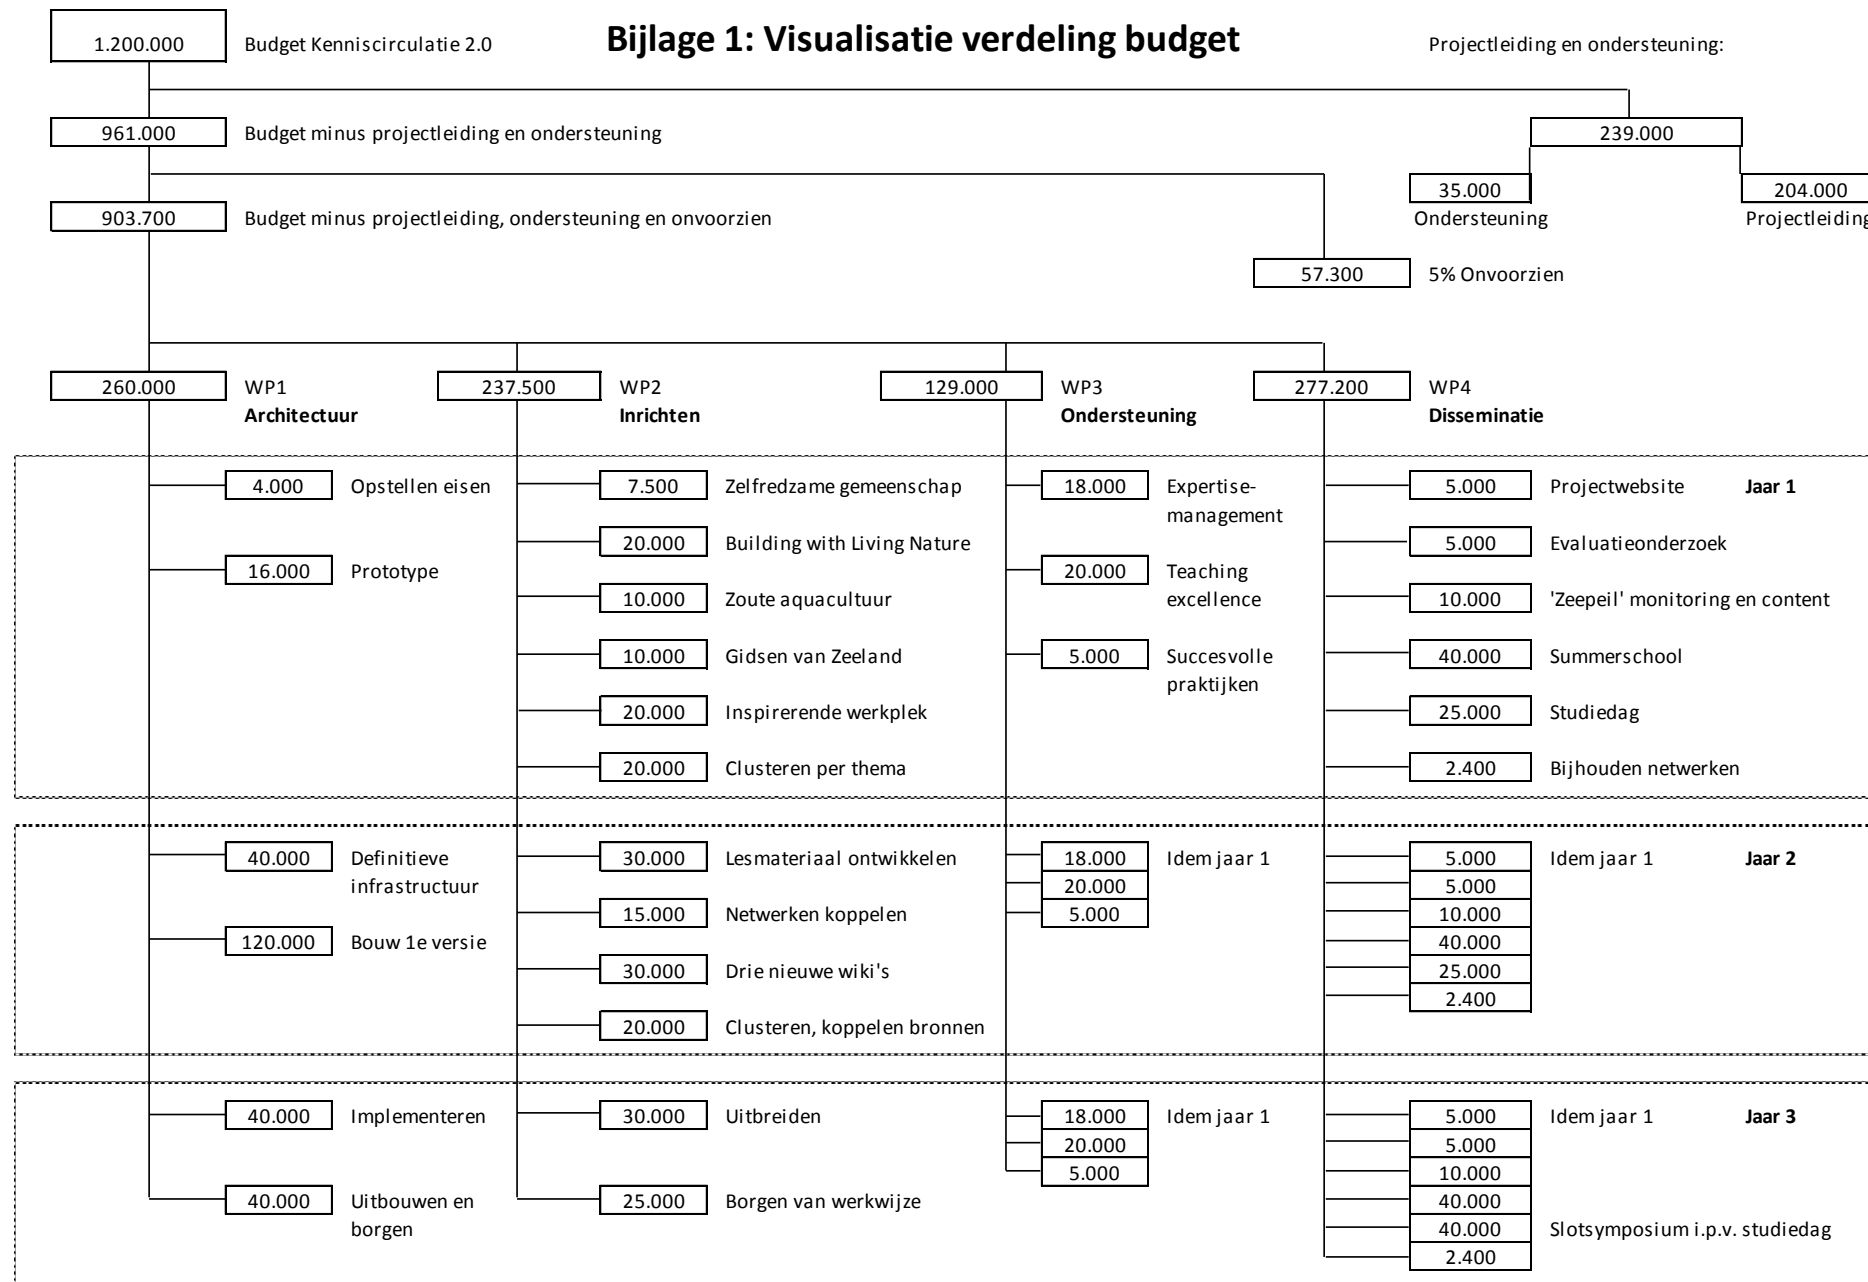 1.200.000 Budget Kenniscirculatie 2.0 Bijlage 1: Visualisatie verdeling budget Projectleiding en ondersteuning:
961.000 Budget minus projectleiding en ondersteuning 239.000
35.000 204.000
903.700 Budget minus projectleiding, ondersteuning en onvoorzien Ondersteuning Projectleiding
57.300 5% Onvoorzien
260.000 WP1 237.500 WP2 129.000 WP3 277.200 WP4
Architectuur Inrichten Ondersteuning Disseminatie
4.000 Opstellen eisen 7.500 Zelfredzame gemeenschap 18.000 Expertise- 5.000 Projectwebsite Jaar 1
management
20.000 Building with Living Nature 5.000 Evaluatieonderzoek
16.000 Prototype 20.000 Teaching
10.000 Zoute aquacultuur excellence 10.000 'Zeepeil' monitoring en content
10.000 Gidsen van Zeeland 5.000 Succesvolle 40.000 Summerschool
praktijken
20.000 Inspirerende werkplek 25.000 Studiedag
20.000 Clusteren per thema 2.400 Bijhouden netwerken
40.000 Definitieve 30.000 Lesmateriaal ontwikkelen 18.000 Idem jaar 1 5.000 Idem jaar 1 Jaar 2
infrastructuur 20.000 5.000
15.000 Netwerken koppelen 5.000 10.000
120.000 Bouw 1e versie 40.000
30.000 Drie nieuwe wiki's 25.000
2.400
20.000 Clusteren, koppelen bronnen
40.000 Implementeren 30.000 Uitbreiden 18.000 Idem jaar 1 5.000 Idem jaar 1 Jaar 3
20.000 5.000
5.000 10.000
40.000 Uitbouwen en 25.000 Borgen van werkwijze 40.000
borgen 40.000 Slotsymposium i.p.v. studiedag
2.400